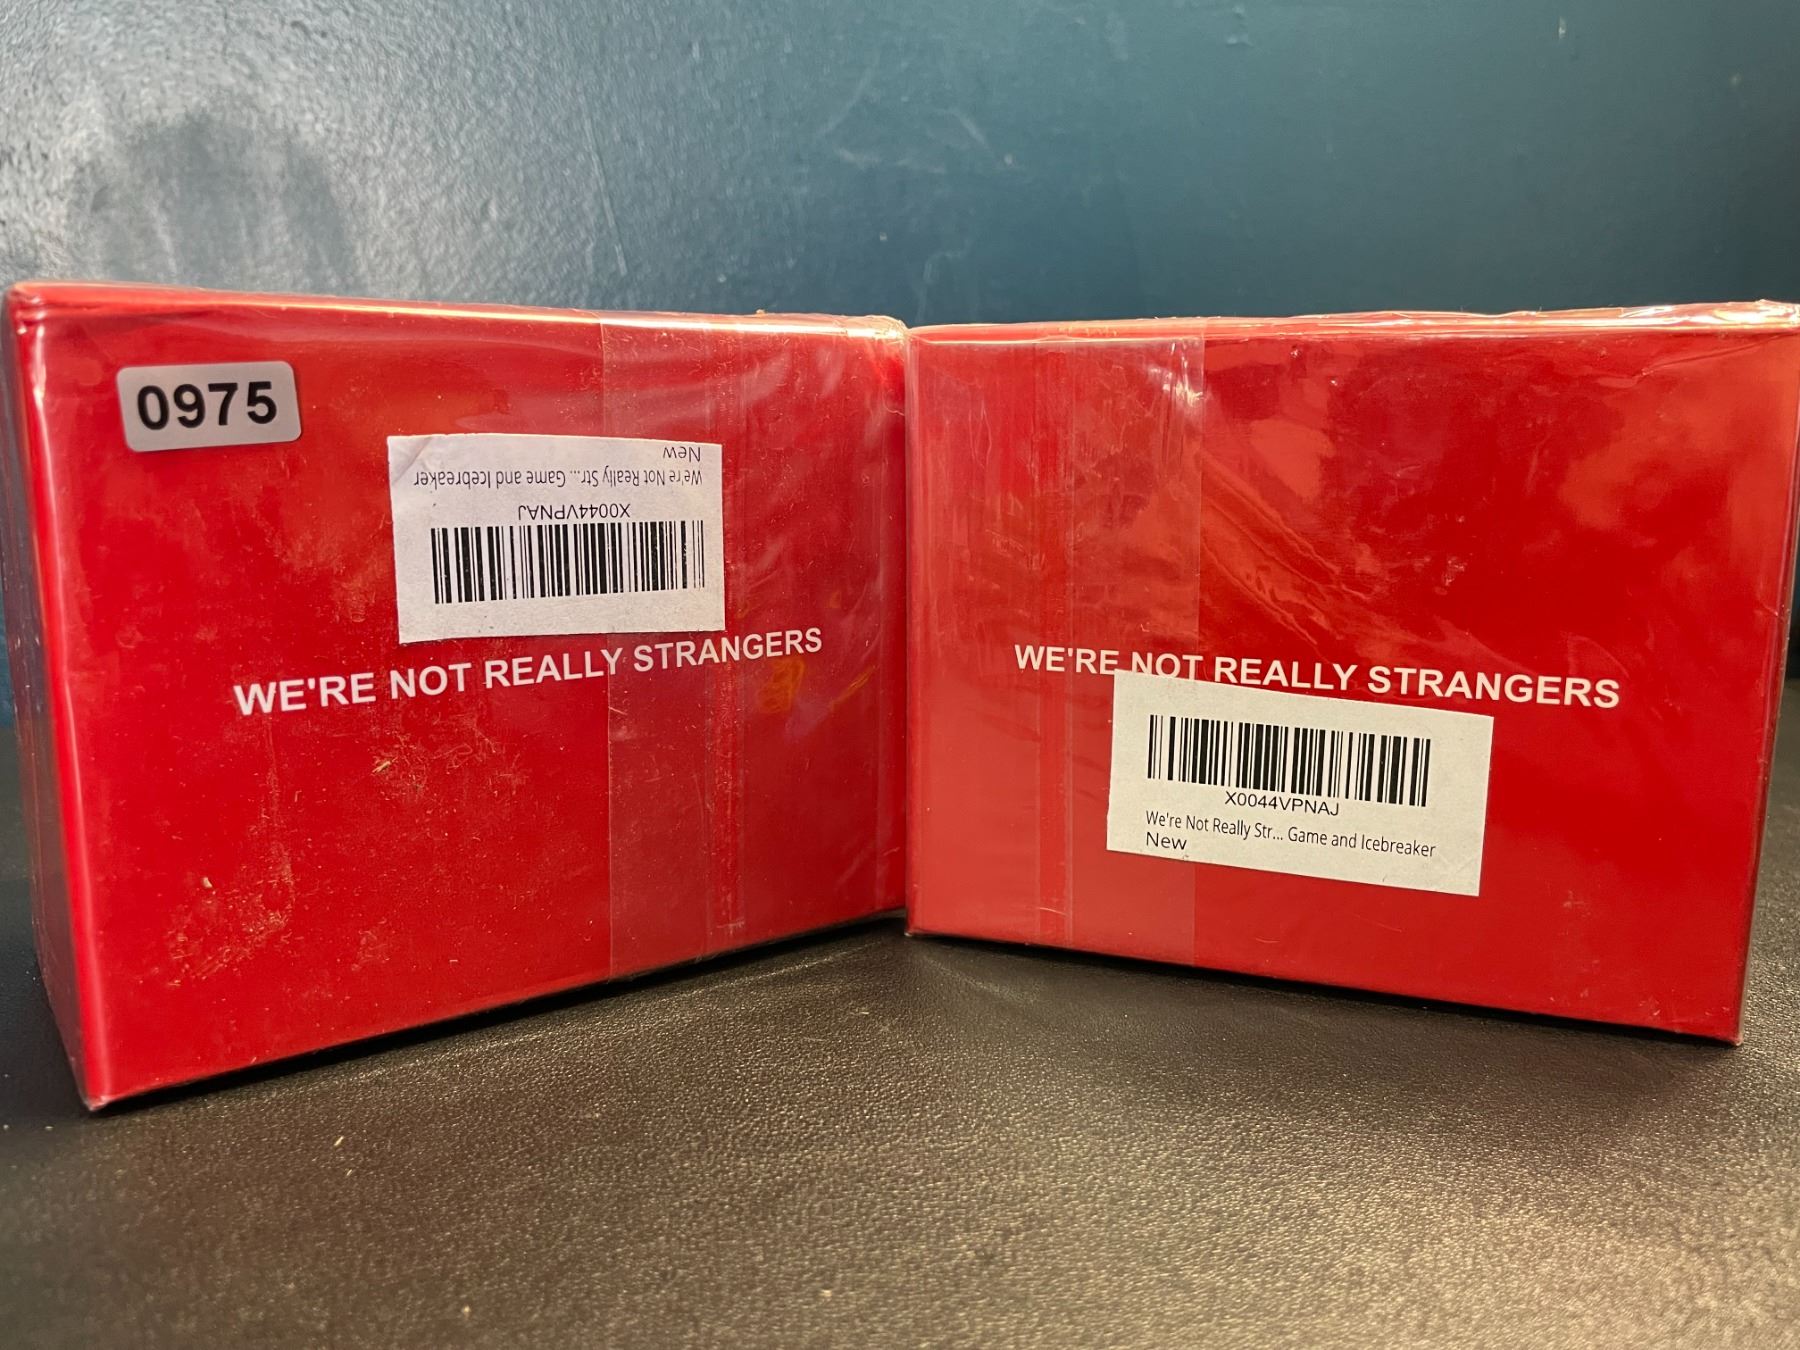 0975
New
We're Not Really Str... Game and Icebreaker
X0044VPNAJ
WE'RE NOT REALLY STRANGERS
WE'RE NOT REALLY STRANGERS
X0044VPNAJ
We're Not Really Str... Game and Icebreaker
New